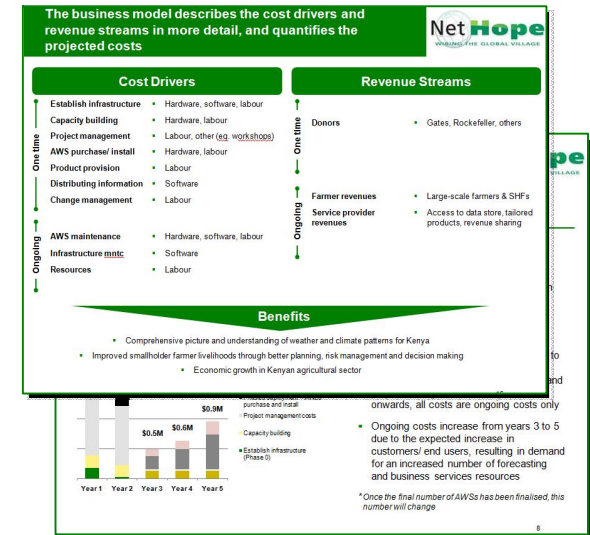 The business model describes the cost drivers and
revenue streams in more detail, and quantifies the
projected costs
NetHope
WIRING THE GLOBAL VILLAGE
Cost Drivers
Revenue Streams
One time
Establish infrastructure ▪ Hardware, software, labour
Capacity building ▪ Hardware, labour
Project management ▪ Labour, other (eg. workshops)
AWS purchase/ install ▪ Hardware, labour
Product provision ▪ Labour
Distributing information ▪ Software
Change management ▪ Labour
Ongoing
AWS maintenance ▪ Hardware, software, labour
Infrastructure mntc ▪ Software
Resources ▪ Labour
One time
Donors ▪ Gates, Rockefeller, others
Ongoing
Farmer revenues ▪ Large-scale farmers & SHFs
Service provider ▪ Access to data store, tailored
revenues products, revenue sharing
Benefits
▪ Comprehensive picture and understanding of weather and climate patterns for Kenya
▪ Improved smallholder farmer livelihoods through better planning, risk management and decision making
▪ Economic growth in Kenyan agricultural sector
pe
VILLAGE
to
and
purchase and install
Project management costs
Capacity building
Establish infrastructure
(Phase 0)
$0.5M
$0.6M
$0.9M
Year 1 Year 2 Year 3 Year 4 Year 5
onwards, all costs are ongoing costs only
▪ Ongoing costs increase from years 3 to 5
due to the expected increase in
customers/ end users, resulting in demand
for an increased number of forecasting
and business services resources
*Once the final number of AWSs has been finalised, this
number will change
8